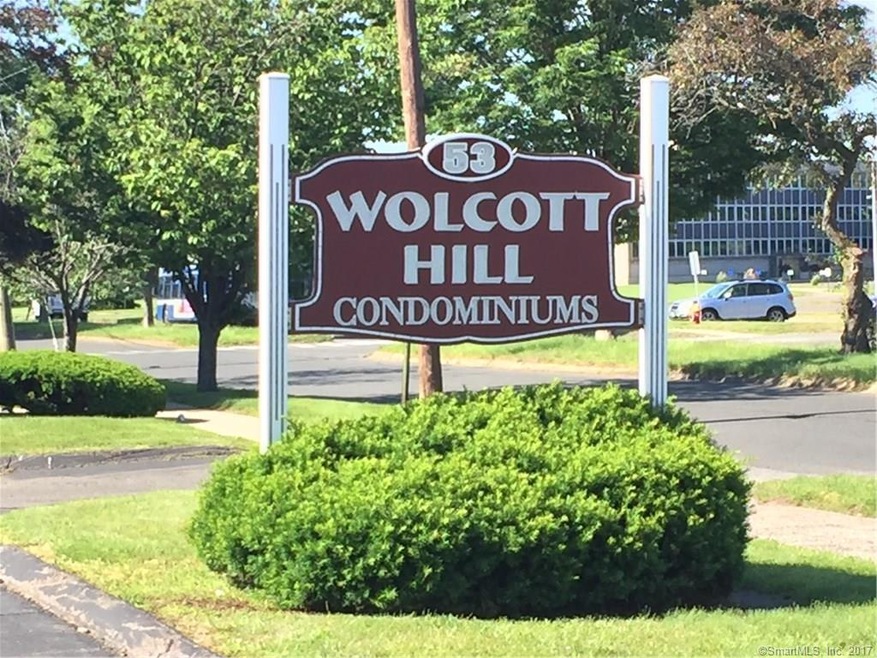 53
WOLCOTT
HILL
CONDOMINIUMS
©SmartMLS, Inc. 2017